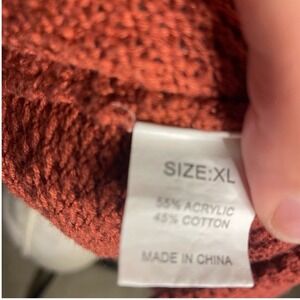 SIZE:XL
55% ACRYLIC
45% COTTON
MADE IN CHINA